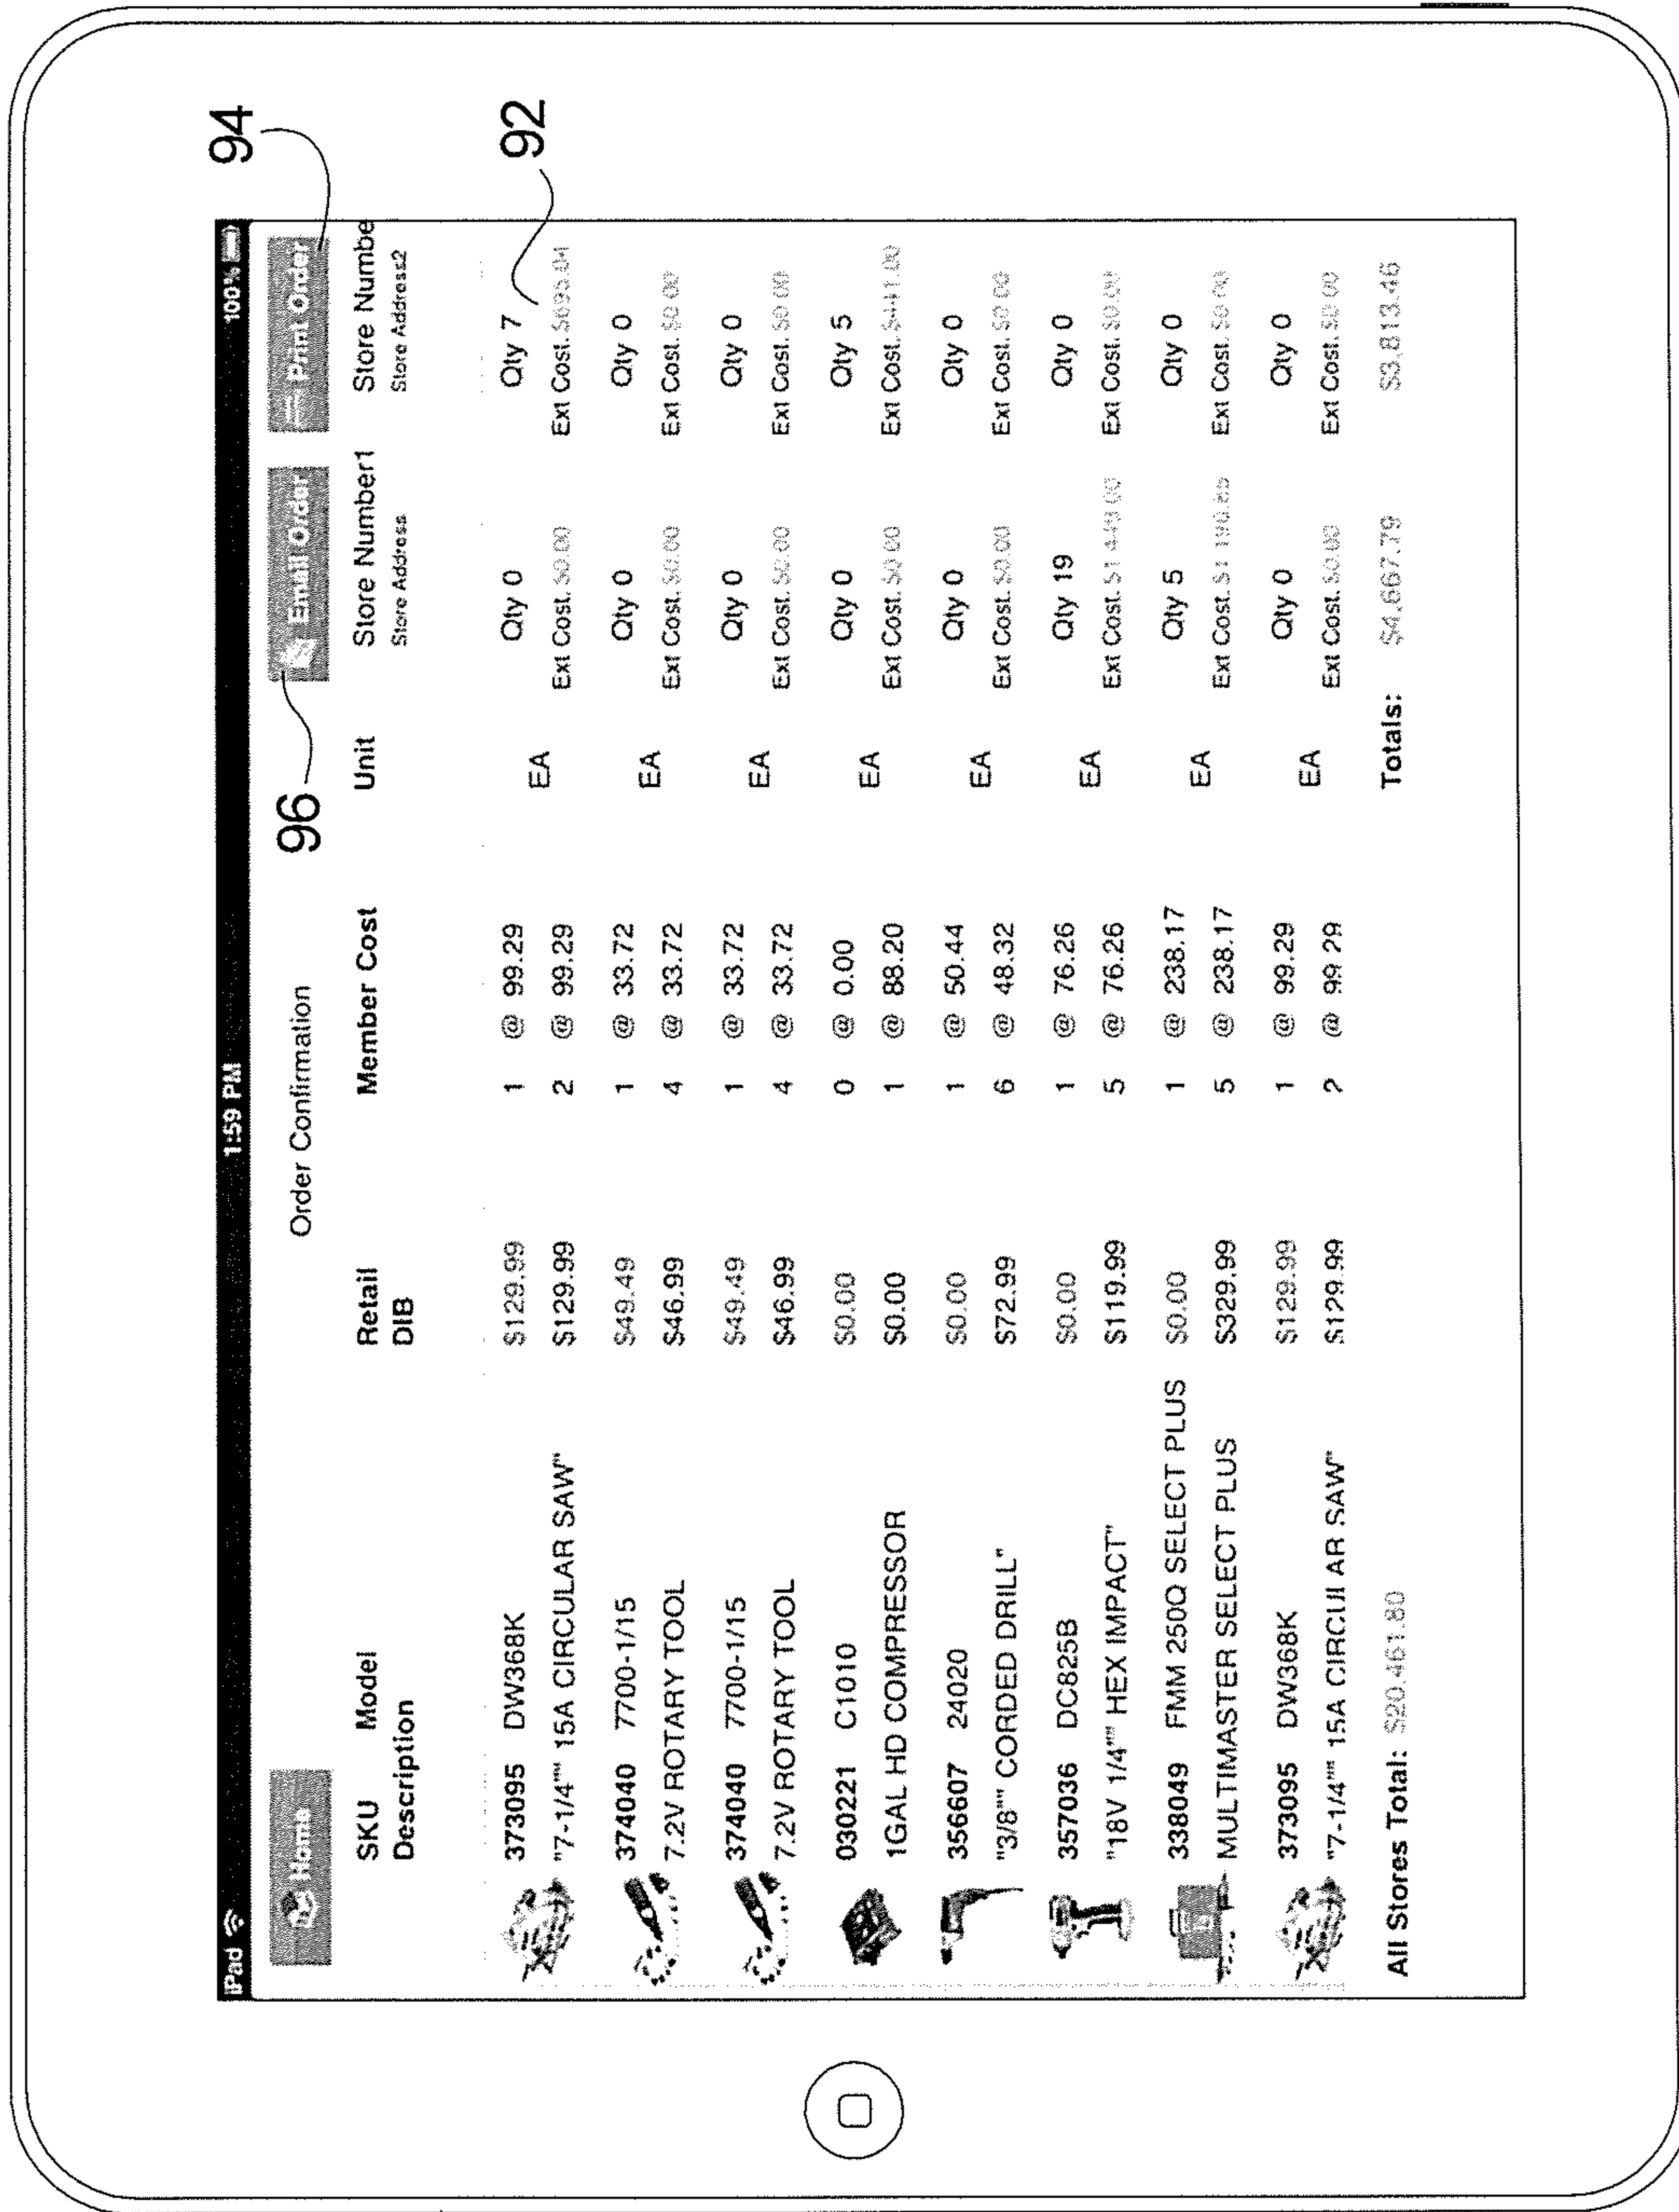 iPad 1:59 PM 100%
Home Order Confirmation 96 Email Order Print Order 94
SKU Model Retail Member Cost Unit Store Number1 Store Numbe
Description DIB Store Address Store Address2
373095 DW368K $129.99 1 @ 99.29 EA Qty 0 Qty 7 92
"7-1/4"" 15A CIRCULAR SAW" $129.99 2 @ 99.29 Ext Cost. $0.00 Ext Cost. $695.04
374040 7700-1/15 $49.49 1 @ 33.72 EA Qty 0 Qty 0
7.2V ROTARY TOOL $46.99 4 @ 33.72 Ext Cost. $0.00 Ext Cost. $0.00
374040 7700-1/15 $49.49 1 @ 33.72 EA Qty 0 Qty 0
7.2V ROTARY TOOL $46.99 4 @ 33.72 Ext Cost. $0.00 Ext Cost. $0.00
030221 C1010 $0.00 0 @ 0.00 EA Qty 0 Qty 5
1GAL HD COMPRESSOR $0.00 1 @ 88.20 Ext Cost. $0.00 Ext Cost. $441.00
356607 24020 $0.00 1 @ 50.44 EA Qty 0 Qty 0
"3/8"" CORDED DRILL" $72.99 6 @ 48.32 Ext Cost. $0.00 Ext Cost. $0.00
357036 DC825B $0.00 1 @ 76.26 EA Qty 19 Qty 0
"18V 1/4"" HEX IMPACT" $119.99 5 @ 76.26 Ext Cost. Ext Cost. $0.00
338049 FMM 250Q SELECT PLUS $0.00 1 @ 238.17 EA Qty 5 Qty 0
MULTIMASTER SELECT PLUS $329.99 5 @ 238.17 Ext Cost. Ext Cost. $0.00
373095 DW368K $129.99 1 @ 99.29 EA Qty 0 Qty 0
"7-1/4"" 15A CIRCULAR SAW" $129.99 2 @ 99.29 Ext Cost. $0.00 Ext Cost. $0.00
All Stores Total: $20,461.80 Totals: $4,667.79 $3,813.46